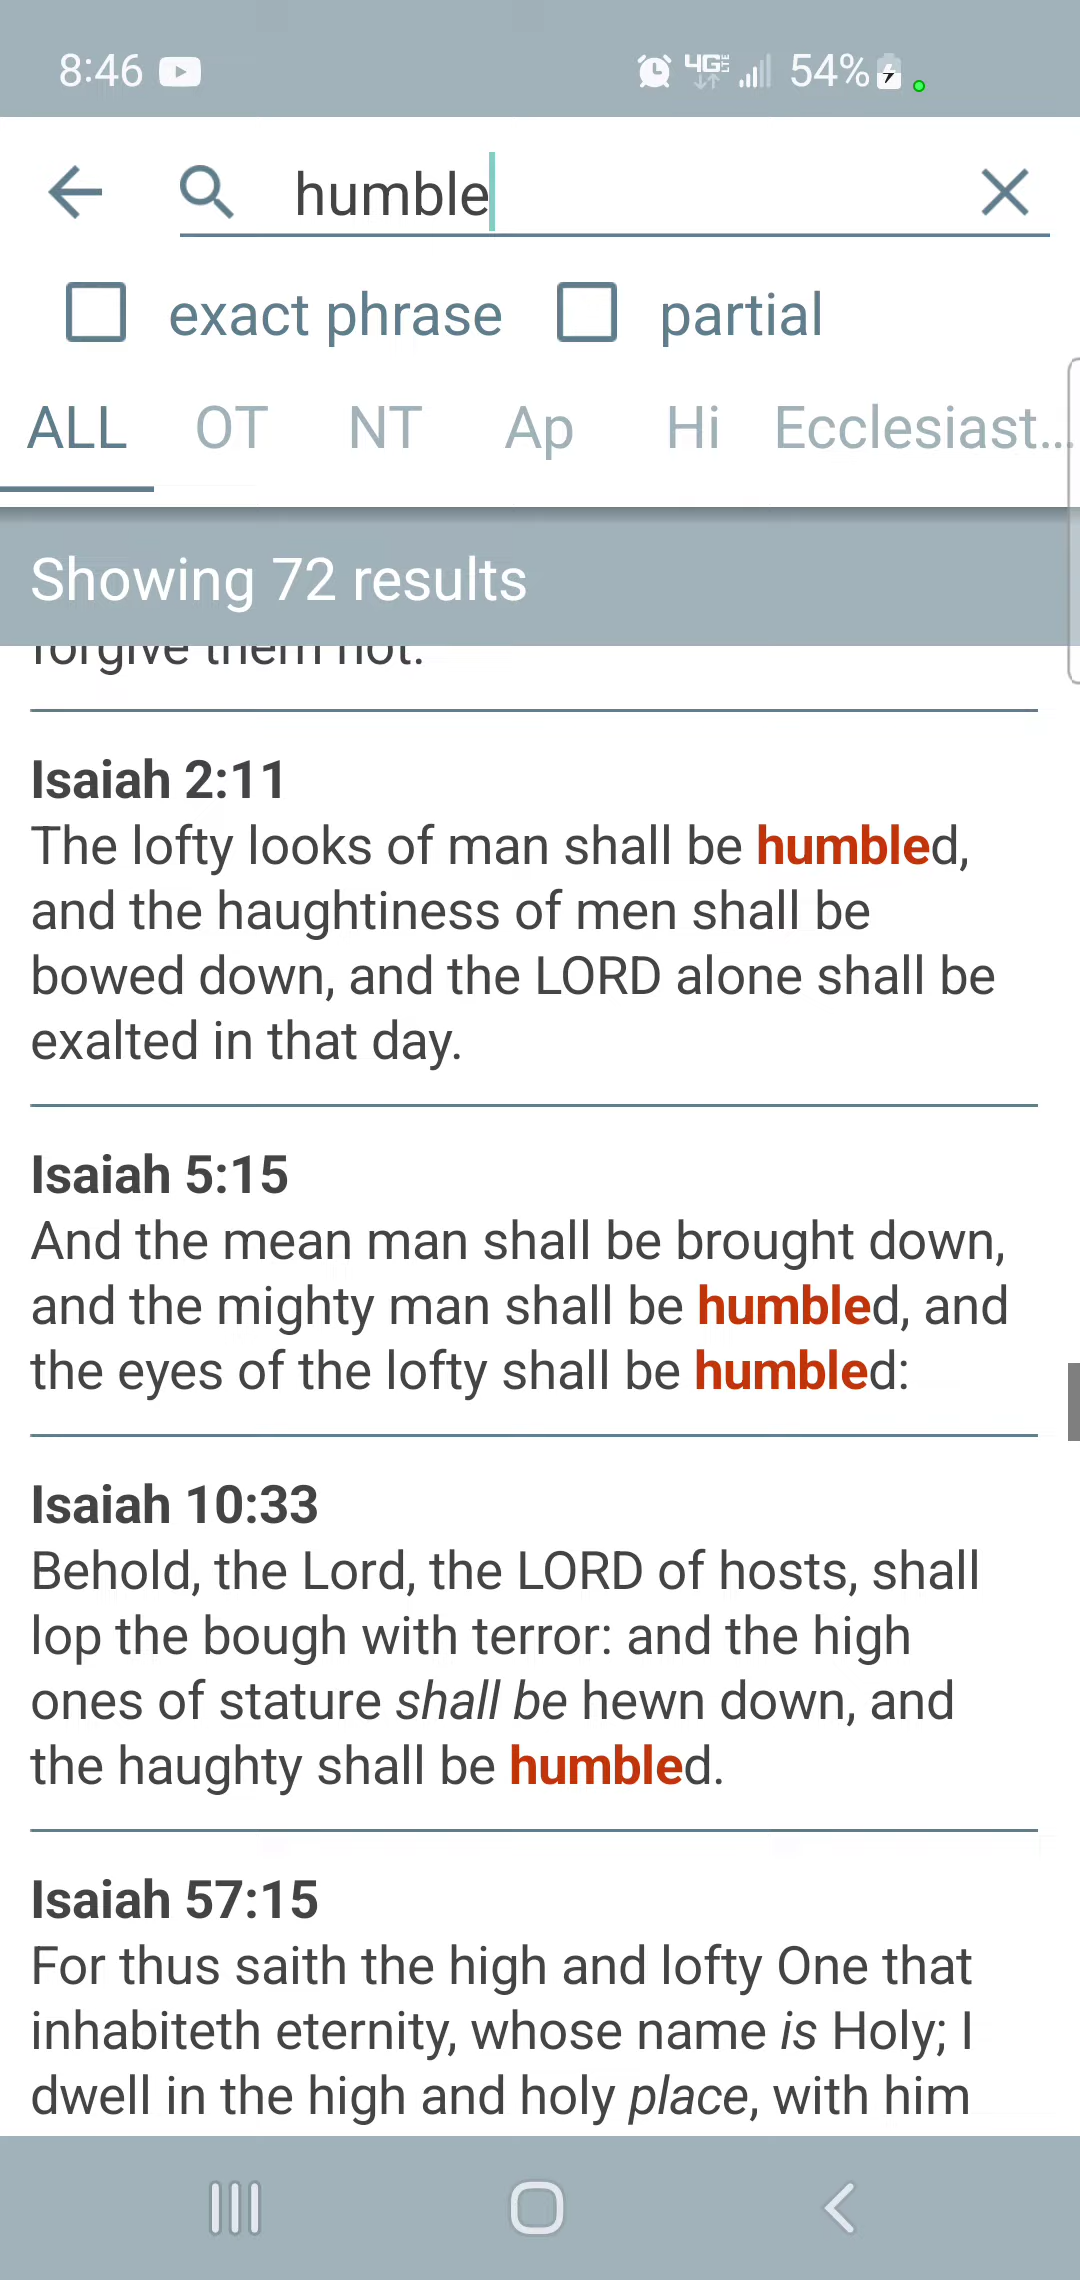 8:46
4G LTE 54%
humble
exact phrase partial
ALL OT NT Ap Hi Ecclesiast...
Showing 72 results
forgive them not.
Isaiah 2:11
The lofty looks of man shall be humbled,
and the haughtiness of men shall be
bowed down, and the LORD alone shall be
exalted in that day.
Isaiah 5:15
And the mean man shall be brought down,
and the mighty man shall be humbled, and
the eyes of the lofty shall be humbled:
Isaiah 10:33
Behold, the Lord, the LORD of hosts, shall
lop the bough with terror: and the high
ones of stature shall be hewn down, and
the haughty shall be humbled.
Isaiah 57:15
For thus saith the high and lofty One that
inhabiteth eternity, whose name is Holy; I
dwell in the high and holy place, with him